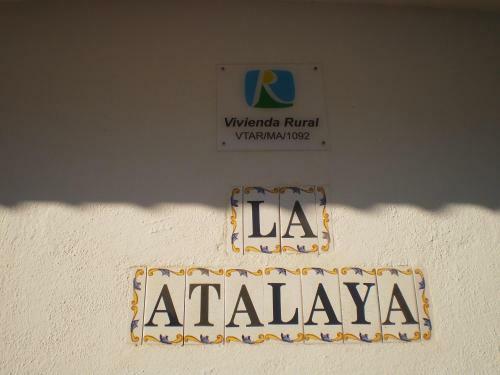 R
Vivienda Rural
VTAR/MA/1092
LA
ATALAYA